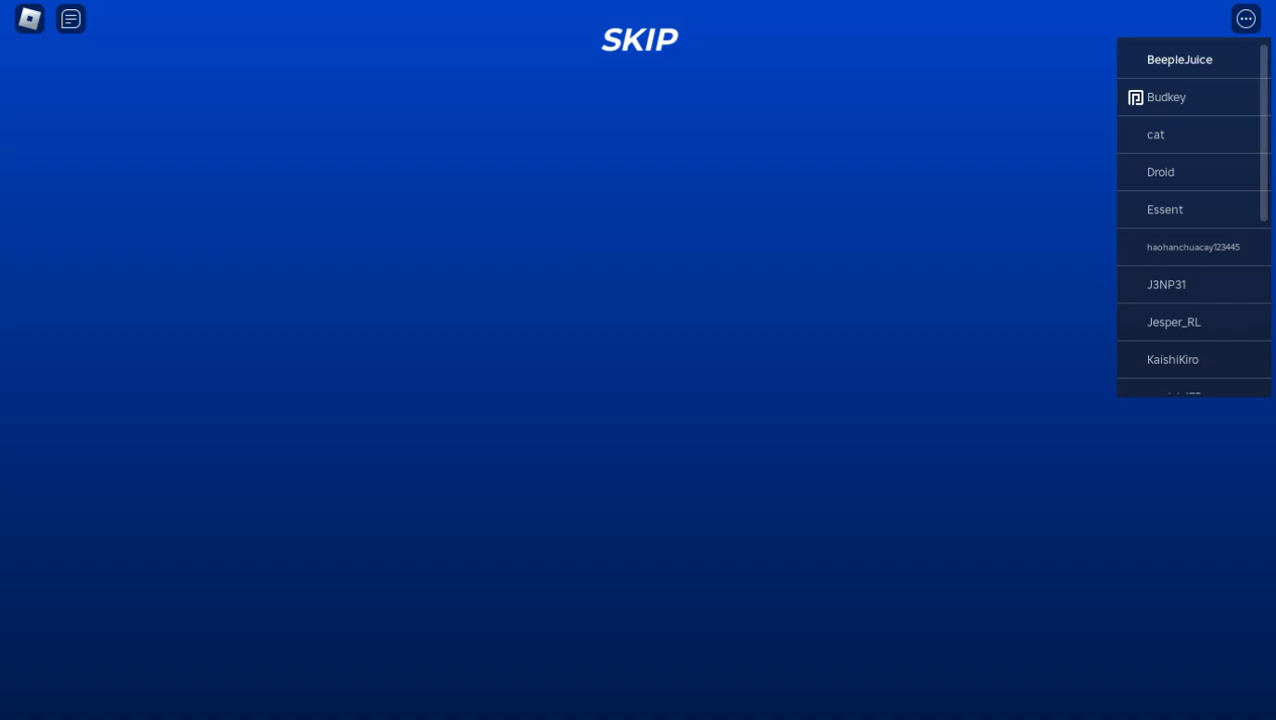 SKIP
BeepleJuice
Budkey
cat
Droid
Essent
haohanchuacay123445
J3NP31
Jesper_RL
KaishiKiro